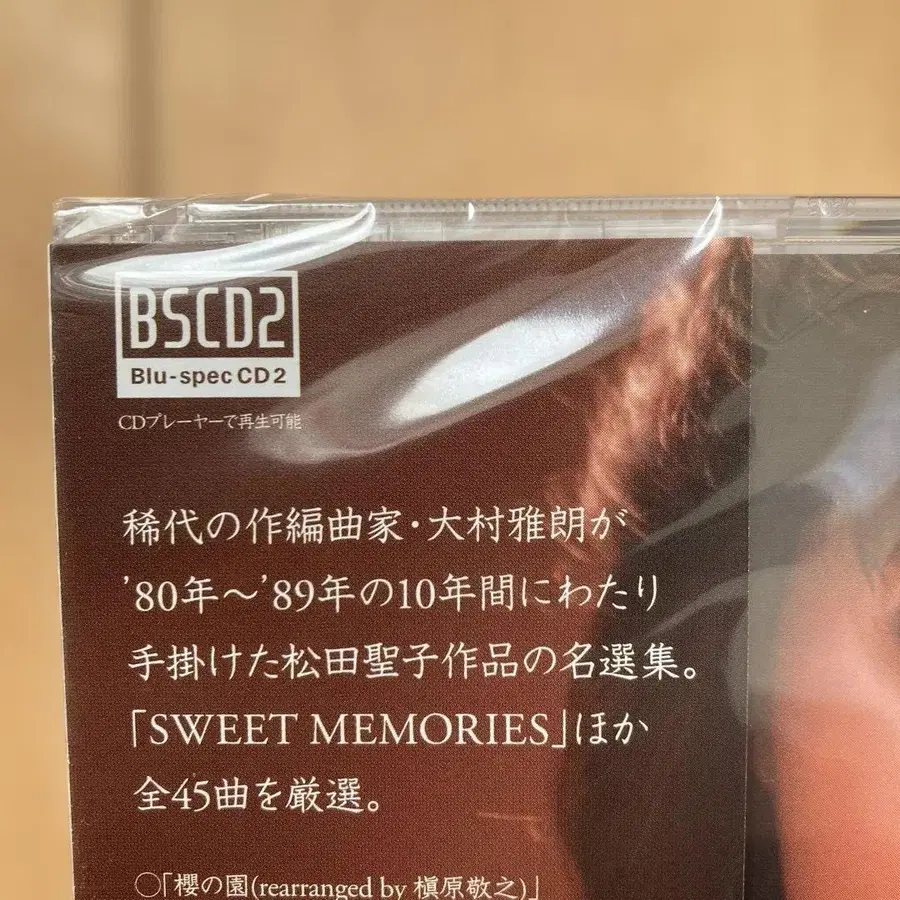 BSCD2
Blu-spec CD2
CDプレーヤーで再生可能
稀代の作編曲家・大村雅朗が
'80年〜'89年の10年間にわたり
手掛けた松田聖子作品の名選集。
「SWEET MEMORIES」ほか
全45曲を厳選。
○「櫻の園(rearranged by 槇原敬之)」